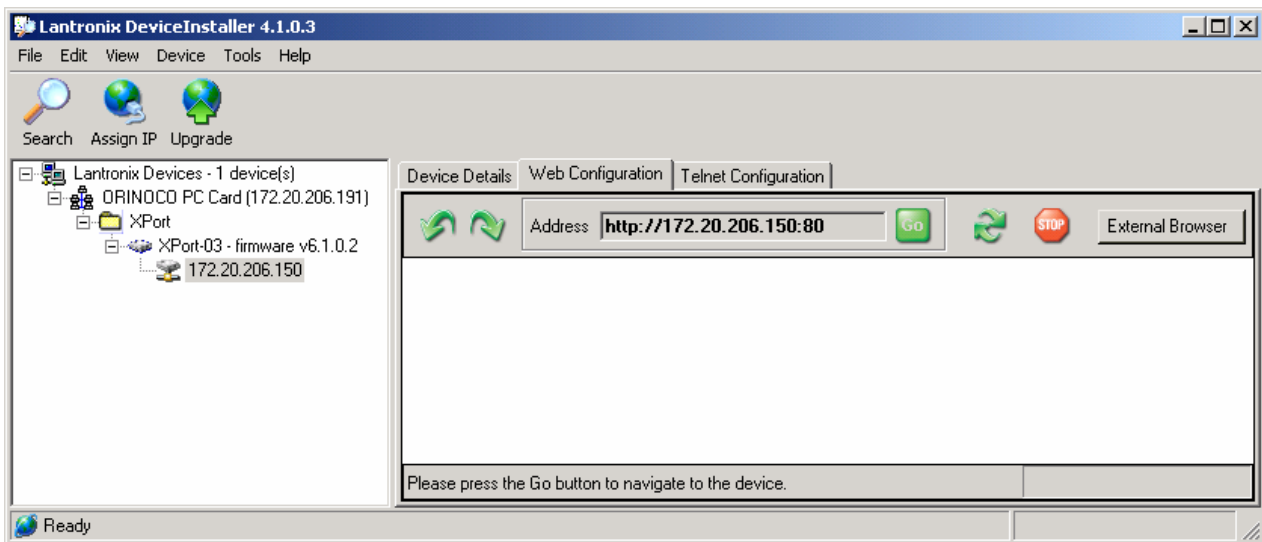 Lantronix DeviceInstaller 4.1.0.3
File Edit View Device Tools Help
Search Assign IP Upgrade
Lantronix Devices - 1 device(s)
ORINOCO PC Card (172.20.206.191)
XPort
XPort-03 - firmware v6.1.0.2
172.20.206.150
Device Details Web Configuration Telnet Configuration
Address http://172.20.206.150:80 GO STOP External Browser
Please press the Go button to navigate to the device.
Ready